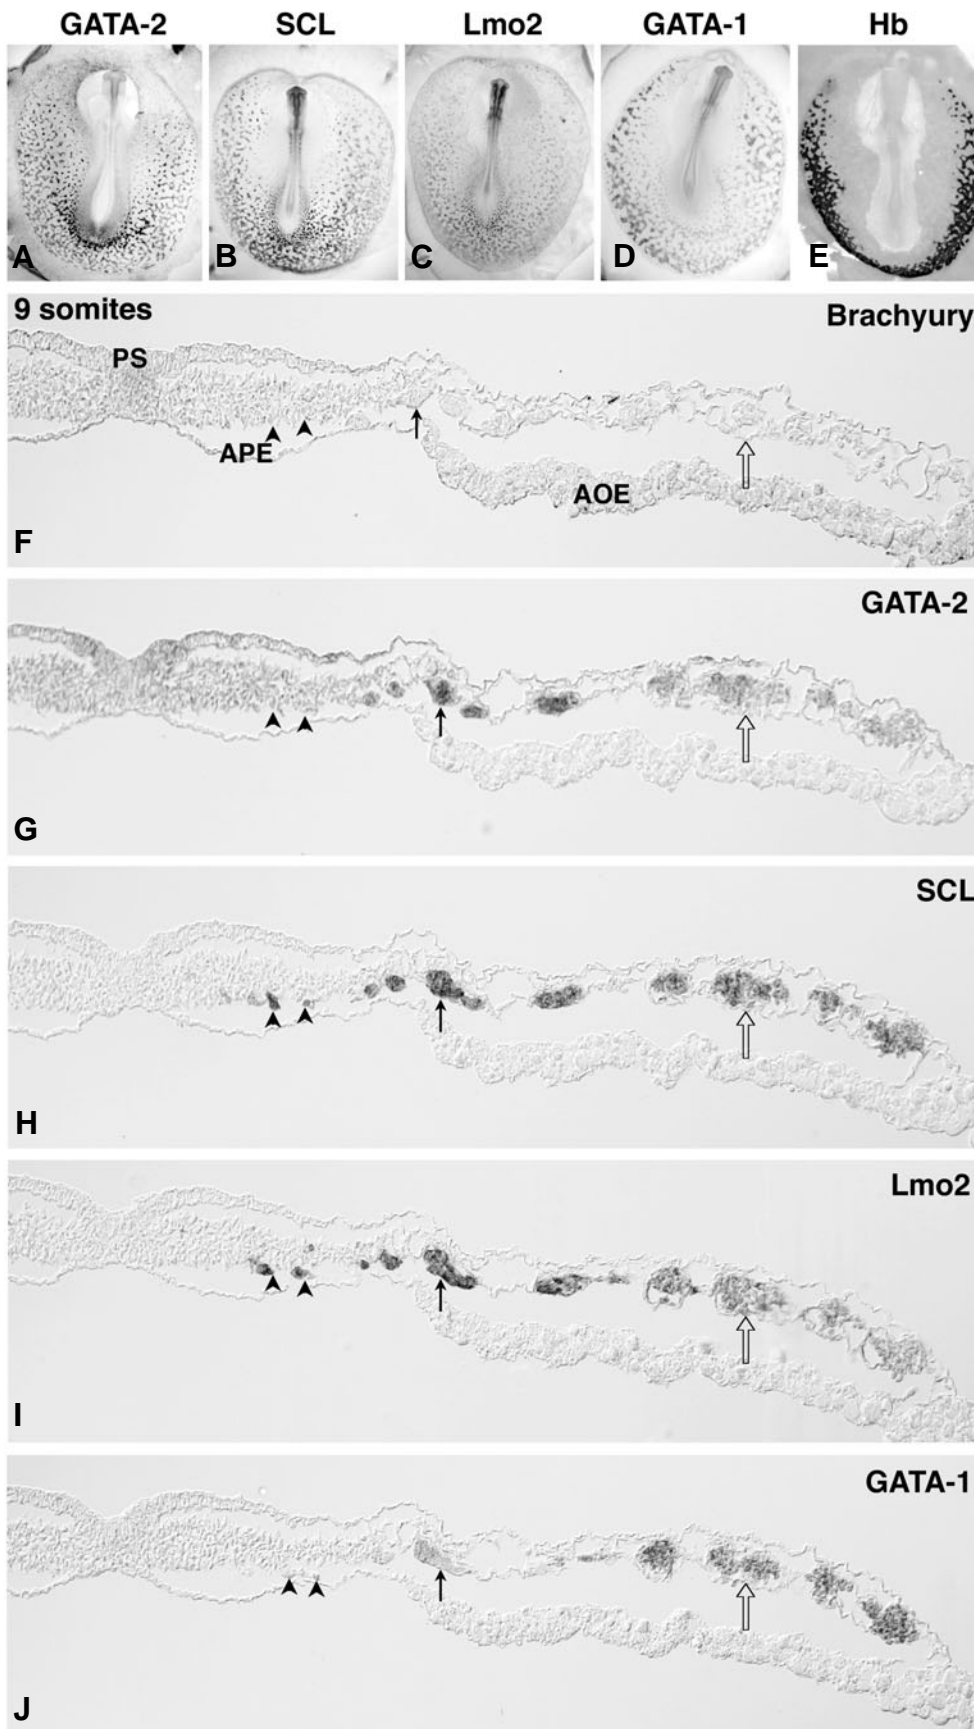 GATA-2 SCL Lmo2 GATA-1 Hb
A B C D E
9 somites Brachyury
PS
APE
AOE
F
GATA-2
G
SCL
H
Lmo2
I
GATA-1
J